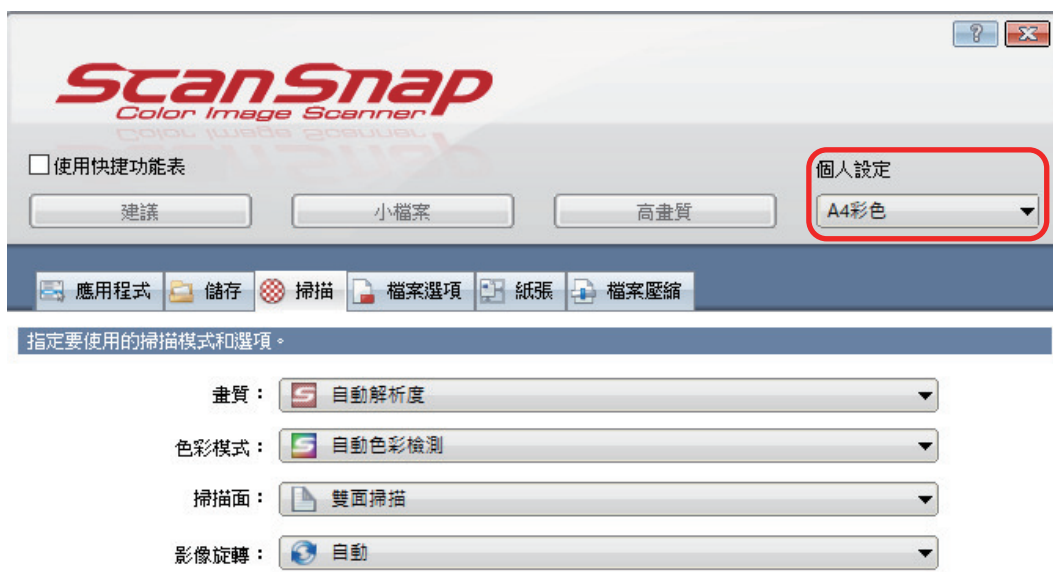 ?
ScanSnap
Color Image Scanner
使用快捷功能表
個人設定
建議 小檔案 高畫質 A4彩色
應用程式 儲存 掃描 檔案選項 紙張 檔案壓縮
指定要使用的掃描模式和選項。
畫質： 自動解析度
色彩模式： 自動色彩檢測
掃描面： 雙面掃描
影像旋轉： 自動